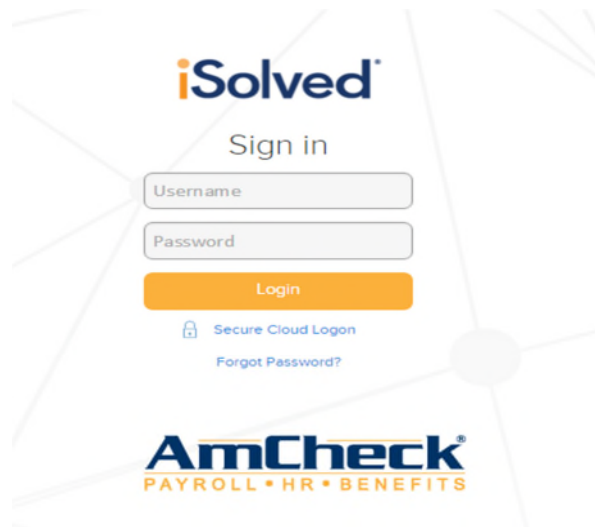 iSolved
Sign in
Username
Password
Login
Secure Cloud Logon
Forgot Password?
AmCheck®
PAYROLL • HR • BENEFITS